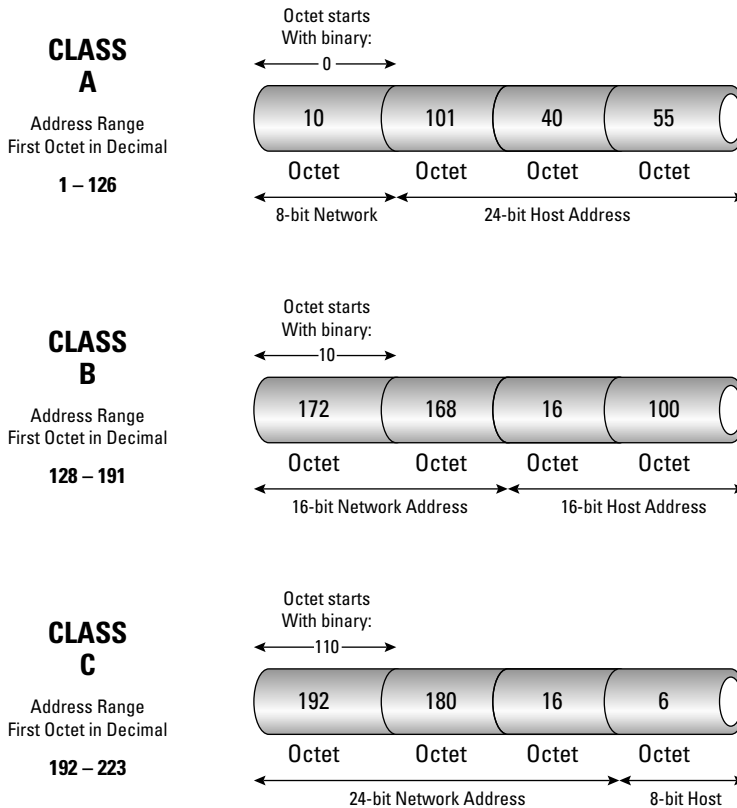 CLASS
A
Address Range
First Octet in Decimal
1 – 126
Octet starts
With binary:
0
10 101 40 55
Octet Octet Octet Octet
8-bit Network 24-bit Host Address
CLASS
B
Address Range
First Octet in Decimal
128 – 191
Octet starts
With binary:
10
172 168 16 100
Octet Octet Octet Octet
16-bit Network Address 16-bit Host Address
CLASS
C
Address Range
First Octet in Decimal
192 – 223
Octet starts
With binary:
110
192 180 16 6
Octet Octet Octet Octet
24-bit Network Address 8-bit Host